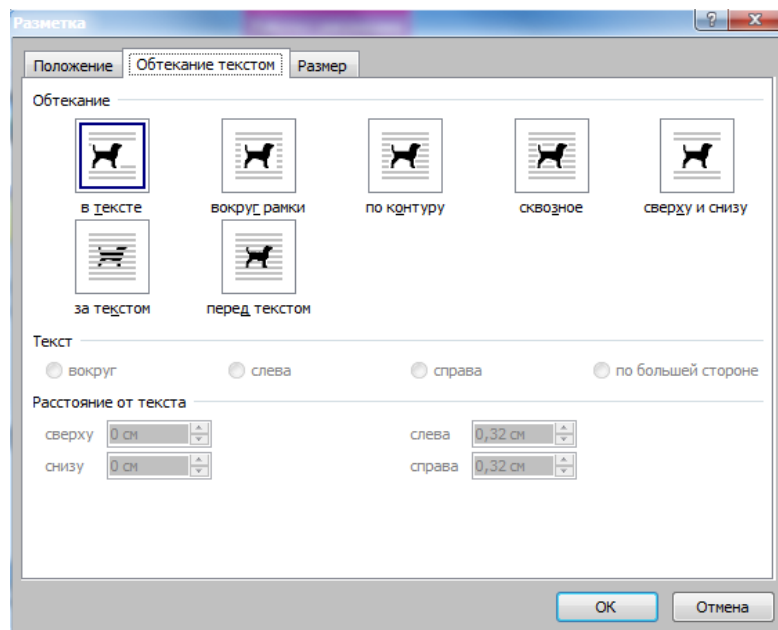 Разметка
Положение Обтекание текстом Размер
Обтекание
в тексте вокруг рамки по контуру сквозное сверху и снизу
за текстом перед текстом
Текст
вокруг слева справа по большей стороне
Расстояние от текста
сверху 0 см слева 0,32 см
снизу 0 см справа 0,32 см
ОК Отмена